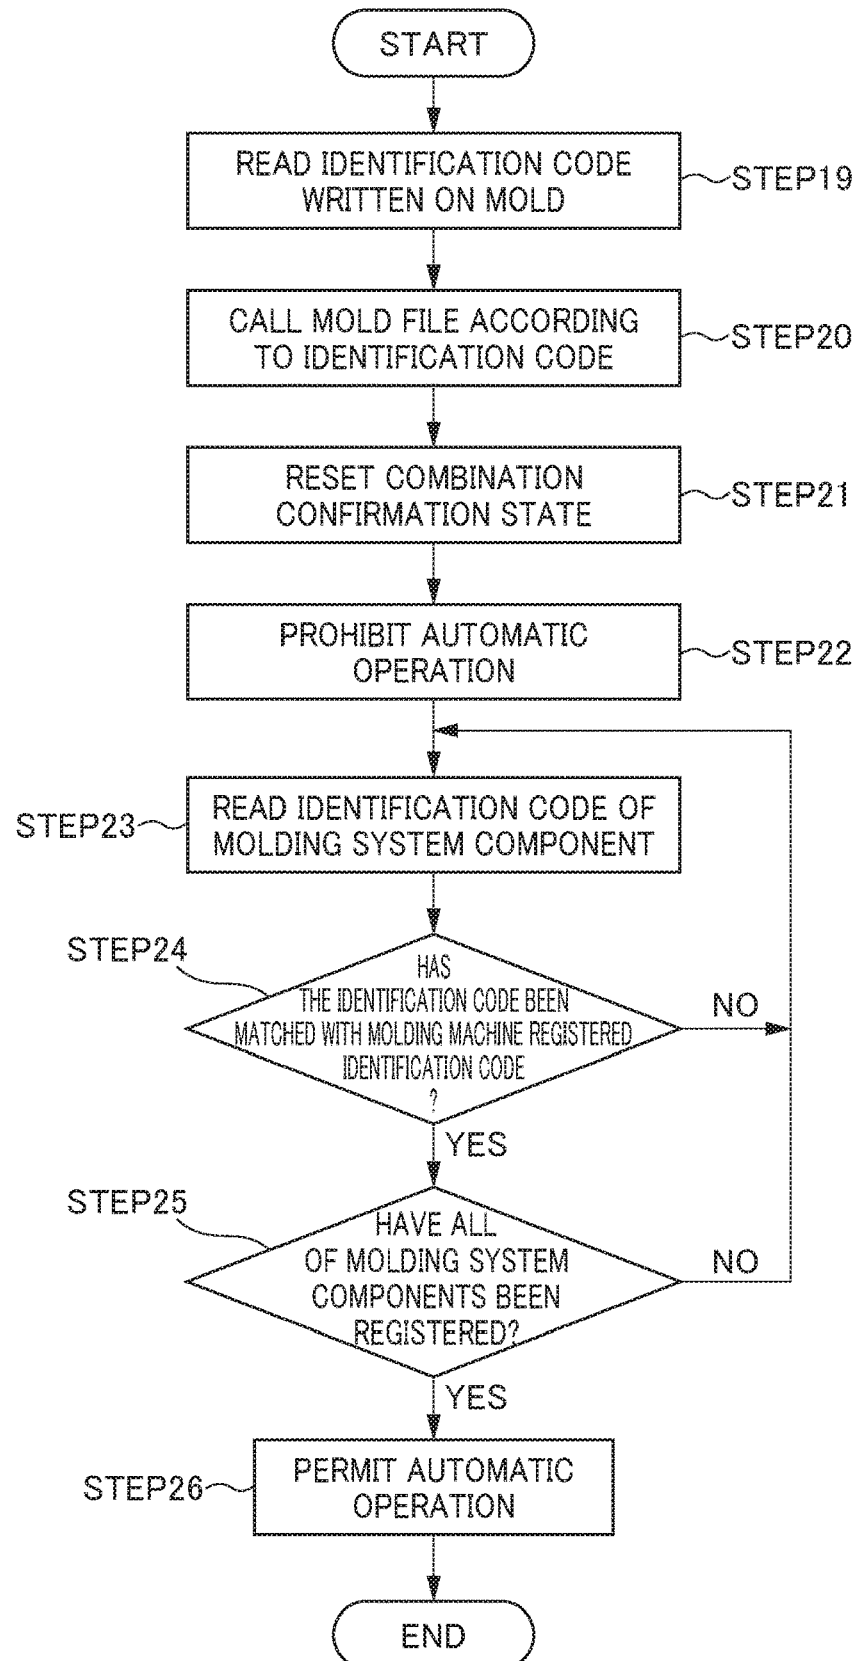 START
READ IDENTIFICATION CODE
WRITTEN ON MOLD
STEP19
CALL MOLD FILE ACCORDING
TO IDENTIFICATION CODE
STEP20
RESET COMBINATION
CONFIRMATION STATE
STEP21
PROHIBIT AUTOMATIC
OPERATION
STEP22
STEP23
READ IDENTIFICATION CODE OF
MOLDING SYSTEM COMPONENT
STEP24
HAS
THE IDENTIFICATION CODE BEEN
MATCHED WITH MOLDING MACHINE REGISTERED
IDENTIFICATION CODE
?
NO
YES
STEP25
HAVE ALL
OF MOLDING SYSTEM
COMPONENTS BEEN
REGISTERED?
NO
YES
STEP26
PERMIT AUTOMATIC
OPERATION
END